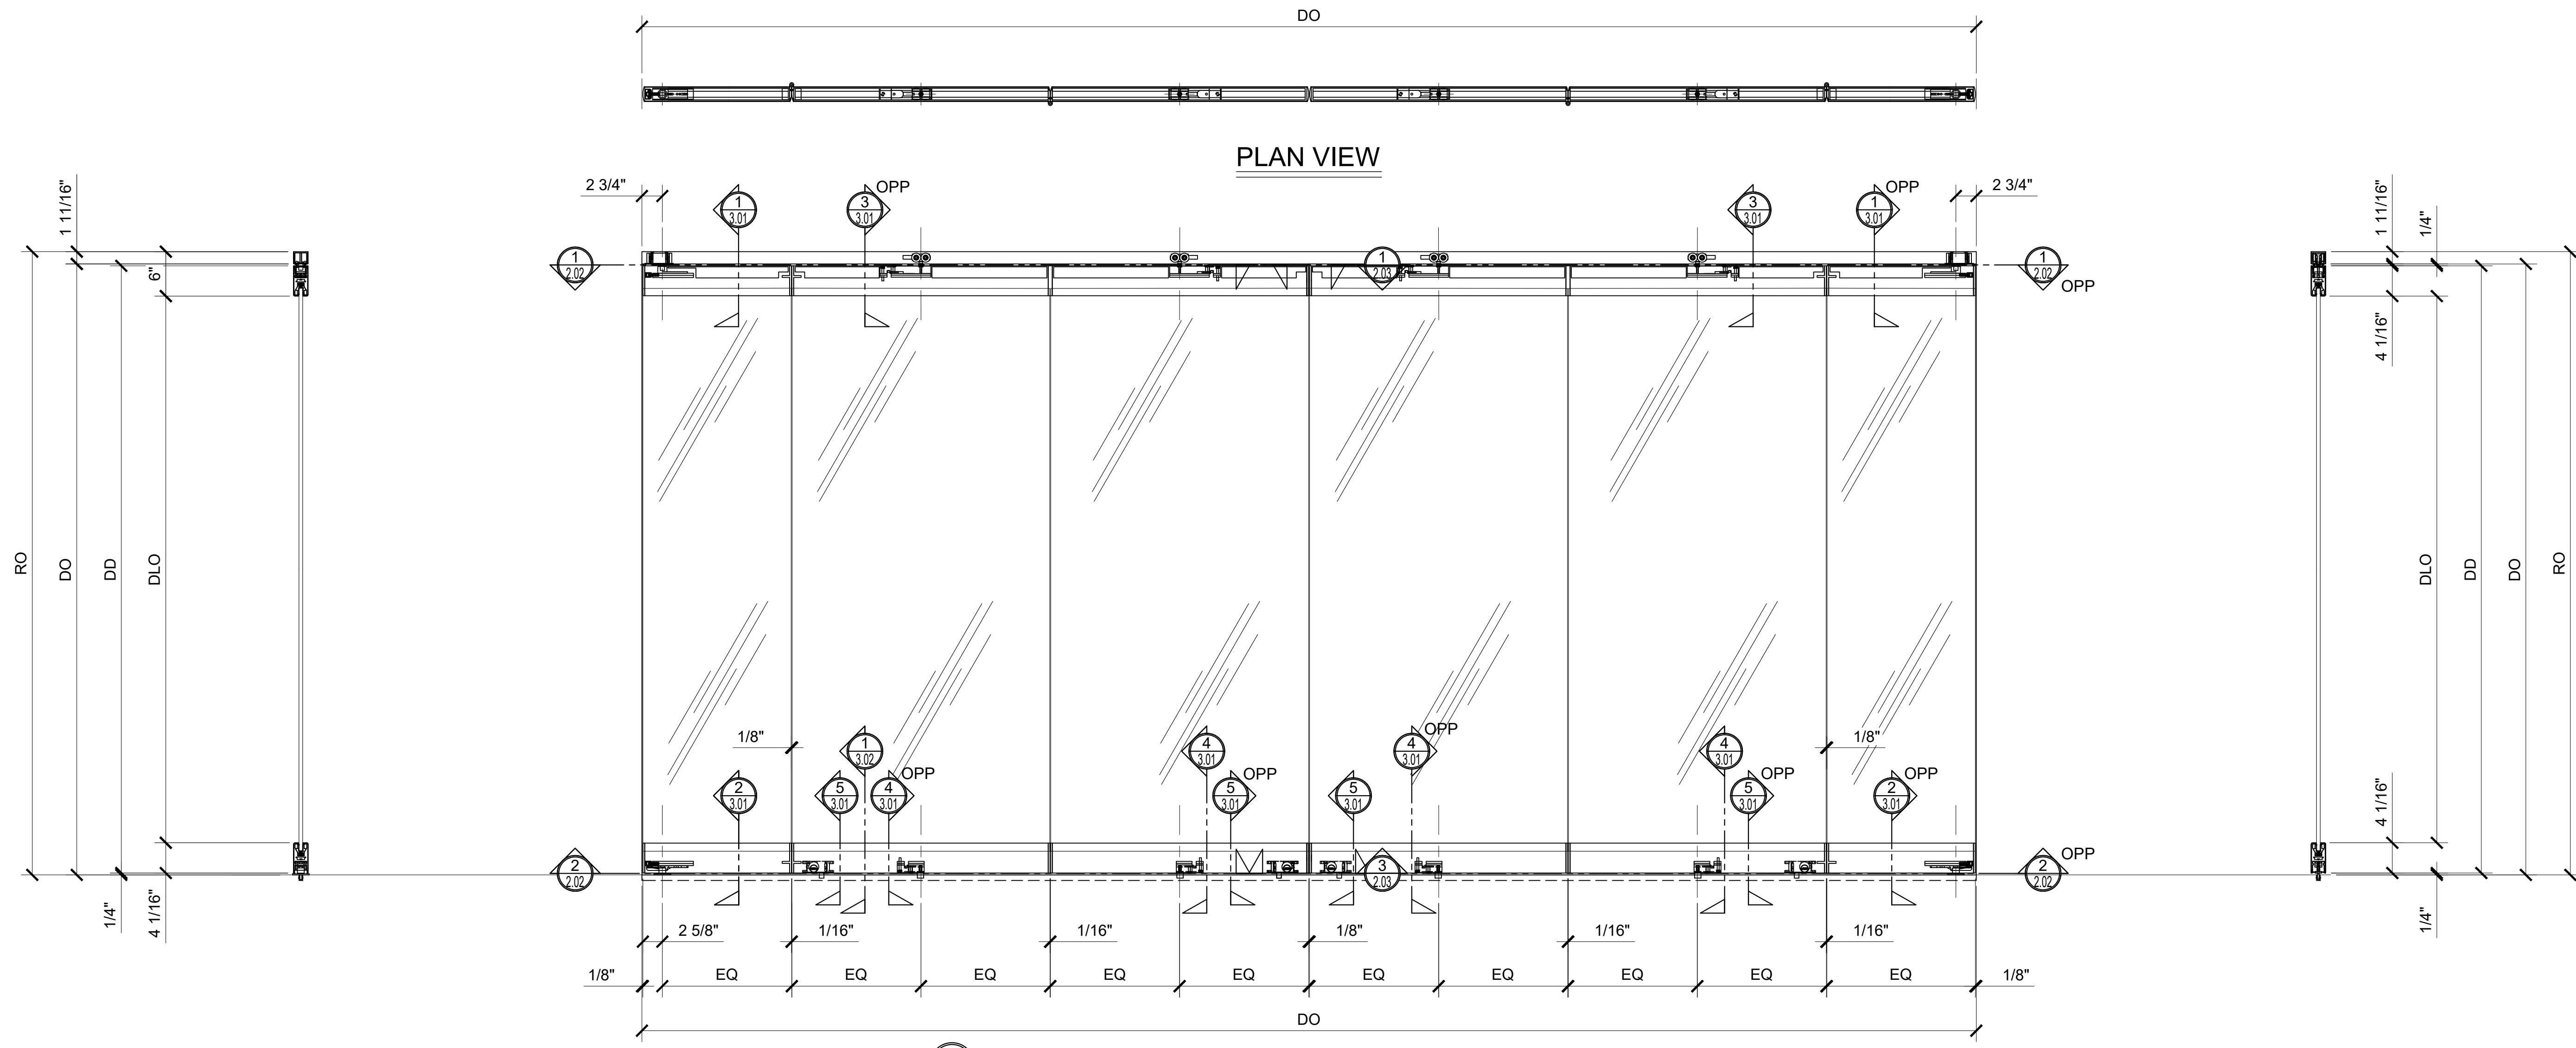 DO
PLAN VIEW
1 11/16"
2 3/4"
1
3.01
3
3.01
OPP
3
3.01
1
3.01
OPP
2 3/4"
1 11/16"
1/4"
1
2.02
1
2.03
1
2.02
OPP
6"
4 1/16"
RO
DO
DD
DLO
DLO
DD
DO
RO
1/8"
1
3.02
4
3.01
4
3.01
OPP
4
3.01
1/8"
2
3.01
5
3.01
4
3.01
OPP
5
3.01
OPP
5
3.01
5
3.01
OPP
2
3.01
OPP
4 1/16"
2
2.02
3
2.03
2
2.02
OPP
1/4"
4 1/16"
1/4"
2 5/8"
1/16"
1/16"
1/8"
1/16"
1/16"
1/8"
EQ
EQ
EQ
EQ
EQ
EQ
EQ
EQ
EQ
EQ
1/8"
DO